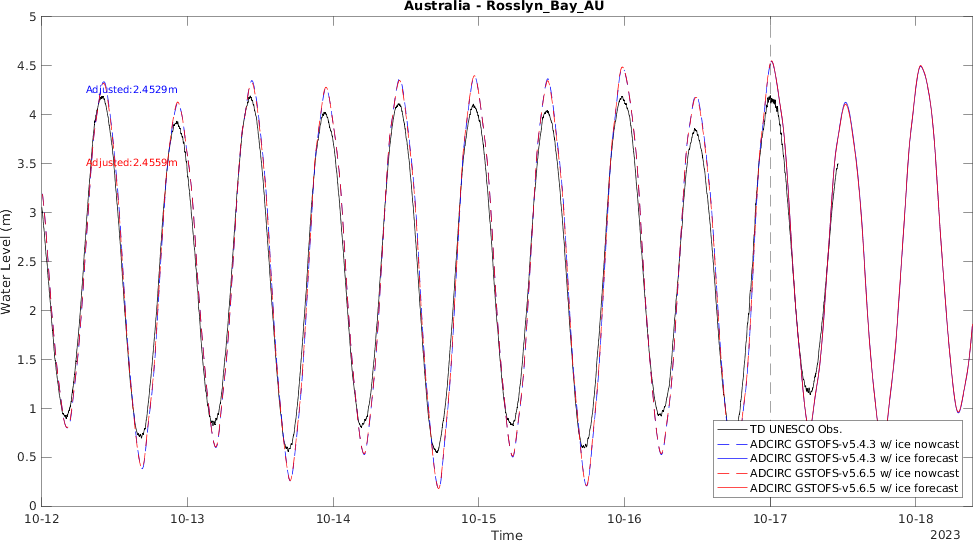 Australia - Rosslyn_Bay_AU
5
4.5
4
3.5
3
2.5
2
1.5
1
0.5
0
Water Level (m)
Adjusted:2.4529m
Adjusted:2.4559m
TD UNESCO Obs.
ADCIRC GSTOFS-v5.4.3 w/ ice nowcast
ADCIRC GSTOFS-v5.4.3 w/ ice forecast
ADCIRC GSTOFS-v5.6.5 w/ ice nowcast
ADCIRC GSTOFS-v5.6.5 w/ ice forecast
10-12 10-13 10-14 10-15 10-16 10-17 10-18
Time
2023